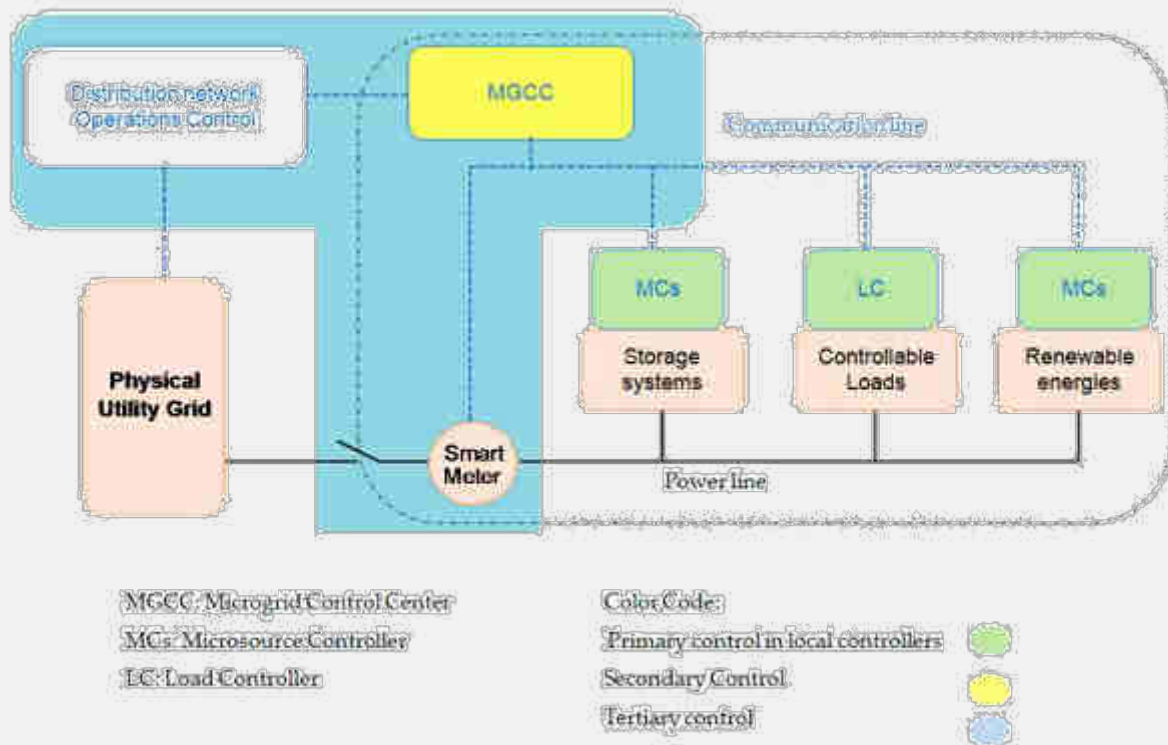 Distribution network
Operations Control
MGCC
Communication line
MCs
LC
MCs
Storage
systems
Controllable
Loads
Renewable
energies
Physical
Utility Grid
Smart
Meter
Power line
MGCC: Microgrid Control Center
MCs: Microsource Controller
LC: Load Controller
Color Code:
Primary control in local controllers
Secondary Control
Tertiary control